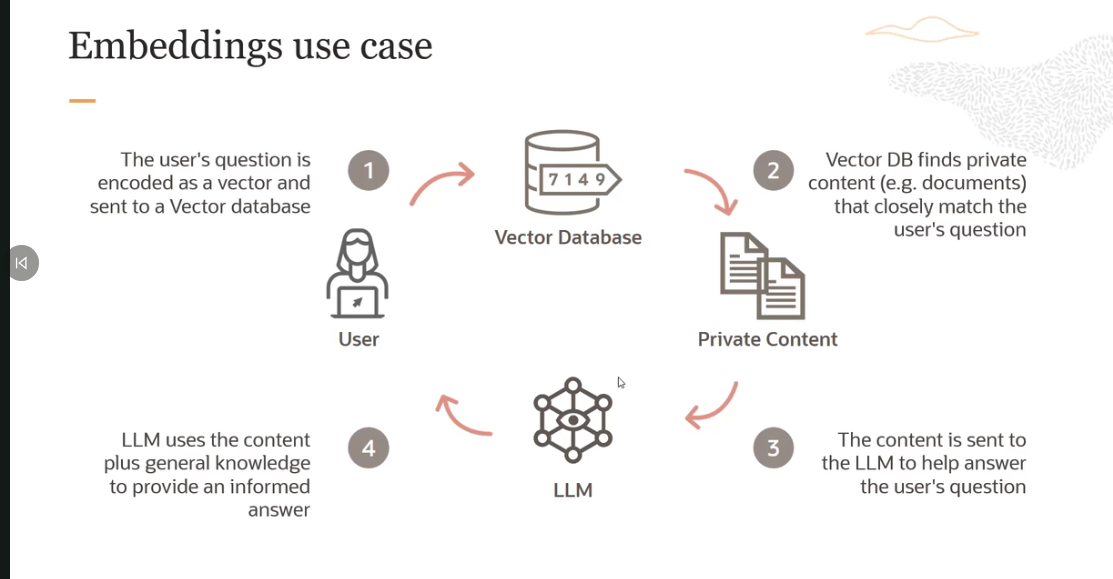 Embeddings use case
The user's question is
encoded as a vector and
sent to a Vector database
1
7 1 4 9
Vector Database
2
Vector DB finds private
content (e.g. documents)
that closely match the
user's question
User
Private Content
LLM uses the content
plus general knowledge
to provide an informed
answer
4
LLM
3
The content is sent to
the LLM to help answer
the user's question